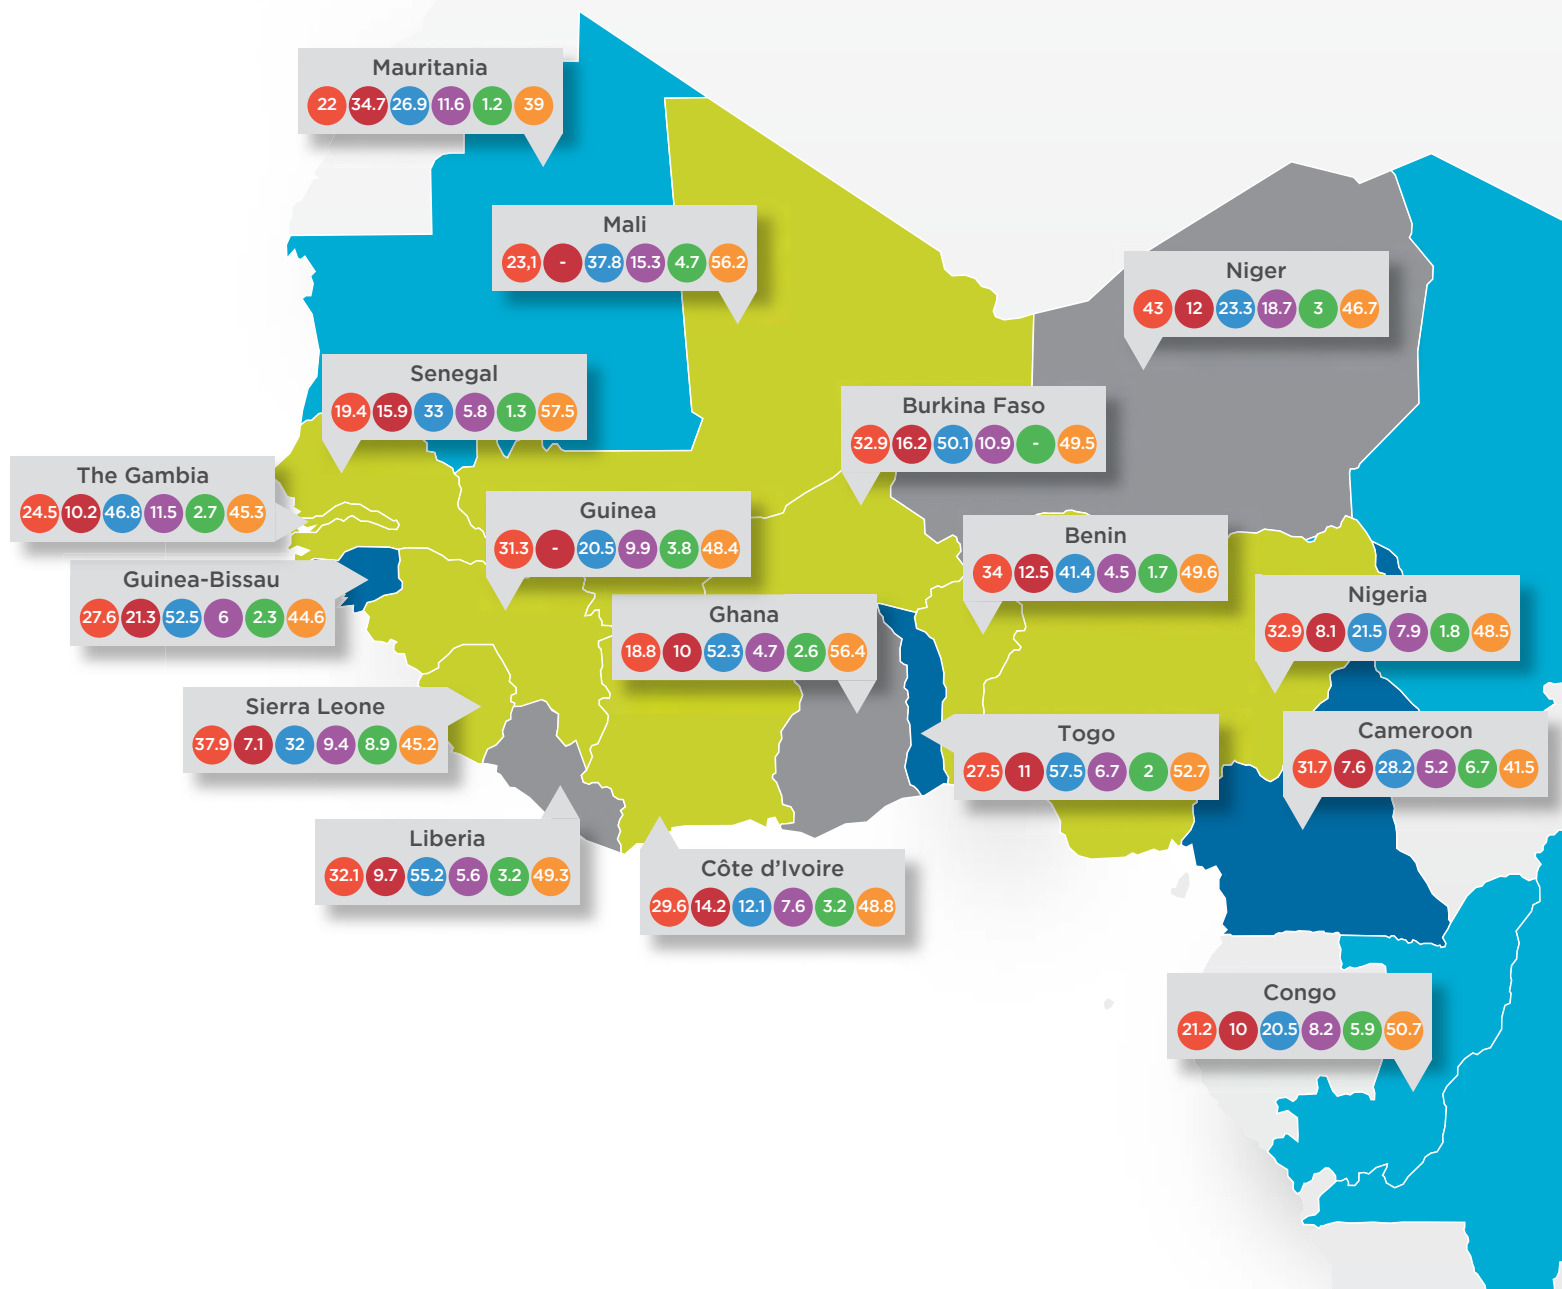 Mauritania
22 34.7 26.9 11.6 1.2 39
Mali
23,1 - 37.8 15.3 4.7 56.2
Niger
43 12 23.3 18.7 3 46.7
Senegal
19.4 15.9 33 5.8 1.3 57.5
Burkina Faso
32.9 16.2 50.1 10.9 - 49.5
The Gambia
24.5 10.2 46.8 11.5 2.7 45.3
Guinea
31.3 - 20.5 9.9 3.8 48.4
Benin
34 12.5 41.4 4.5 1.7 49.6
Guinea-Bissau
27.6 21.3 52.5 6 2.3 44.6
Nigeria
32.9 8.1 21.5 7.9 1.8 48.5
Ghana
18.8 10 52.3 4.7 2.6 56.4
Sierra Leone
37.9 7.1 32 9.4 8.9 45.2
Togo
27.5 11 57.5 6.7 2 52.7
Cameroon
31.7 7.6 28.2 5.2 6.7 41.5
Liberia
32.1 9.7 55.2 5.6 3.2 49.3
Côte d’Ivoire
29.6 14.2 12.1 7.6 3.2 48.8
Congo
21.2 10 20.5 8.2 5.9 50.7